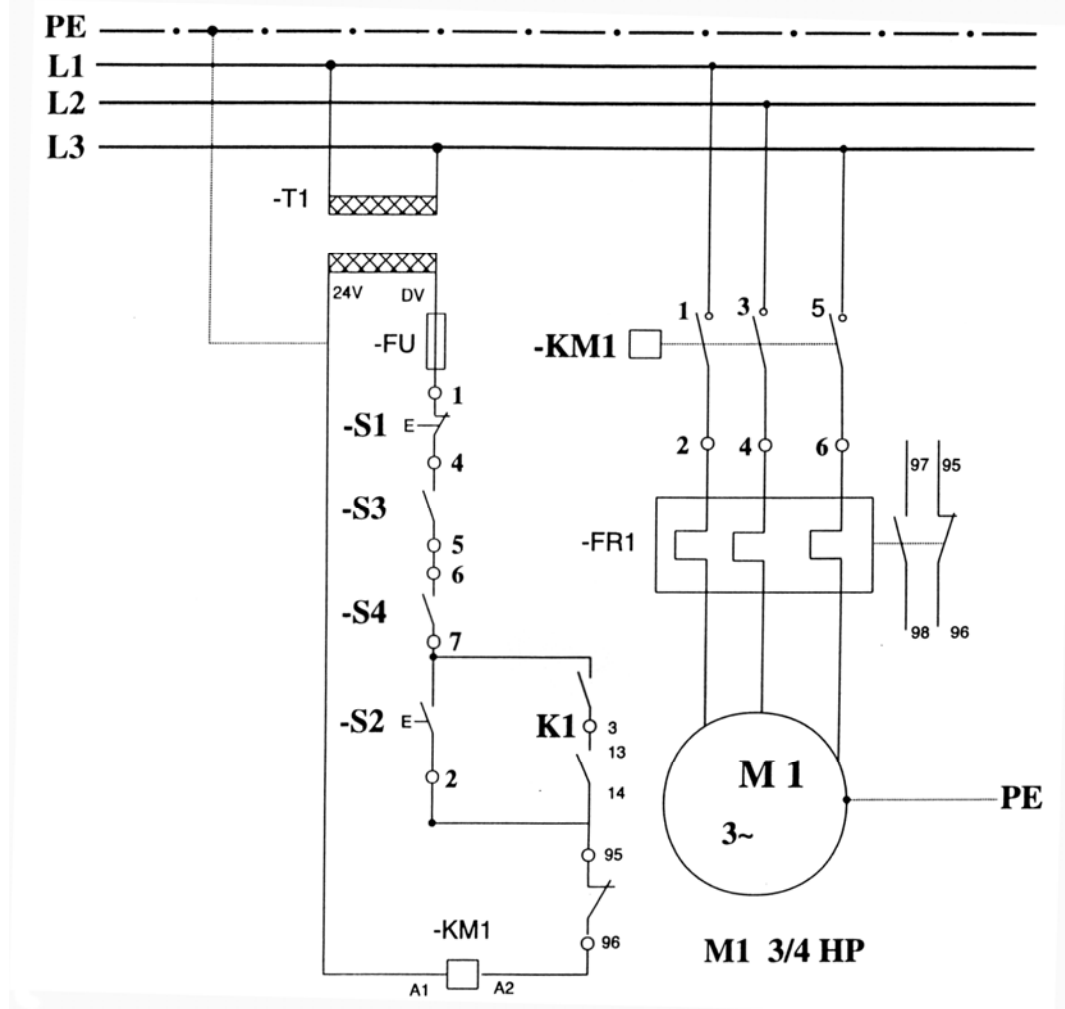 PE
L1
L2
L3
-T1
24V DV
-FU
1
-S1 E
4
-S3
5
6
-S4
7
-S2 E
K1 3
13
14
2
95
96
-KM1
A1 A2
-KM1
1 3 5
2 4 6
97 95
-FR1
98 96
M 1
3~
PE
M1 3/4 HP